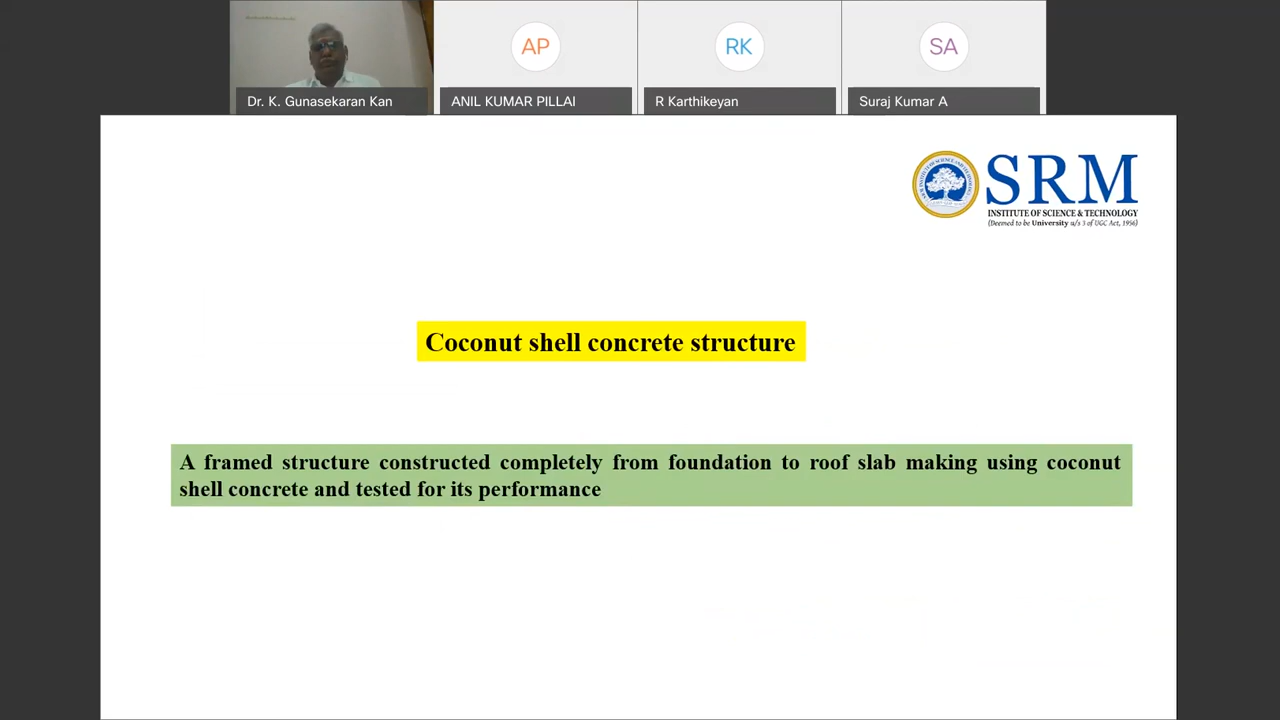 Dr. K. Gunasekaran Kan
AP
ANIL KUMAR PILLAI
RK
R Karthikeyan
SA
Suraj Kumar A
SRM
INSTITUTE OF SCIENCE & TECHNOLOGY
(Deemed to be University u/s 3 of UGC Act, 1956)
Coconut shell concrete structure
A framed structure constructed completely from foundation to roof slab making using coconut
shell concrete and tested for its performance